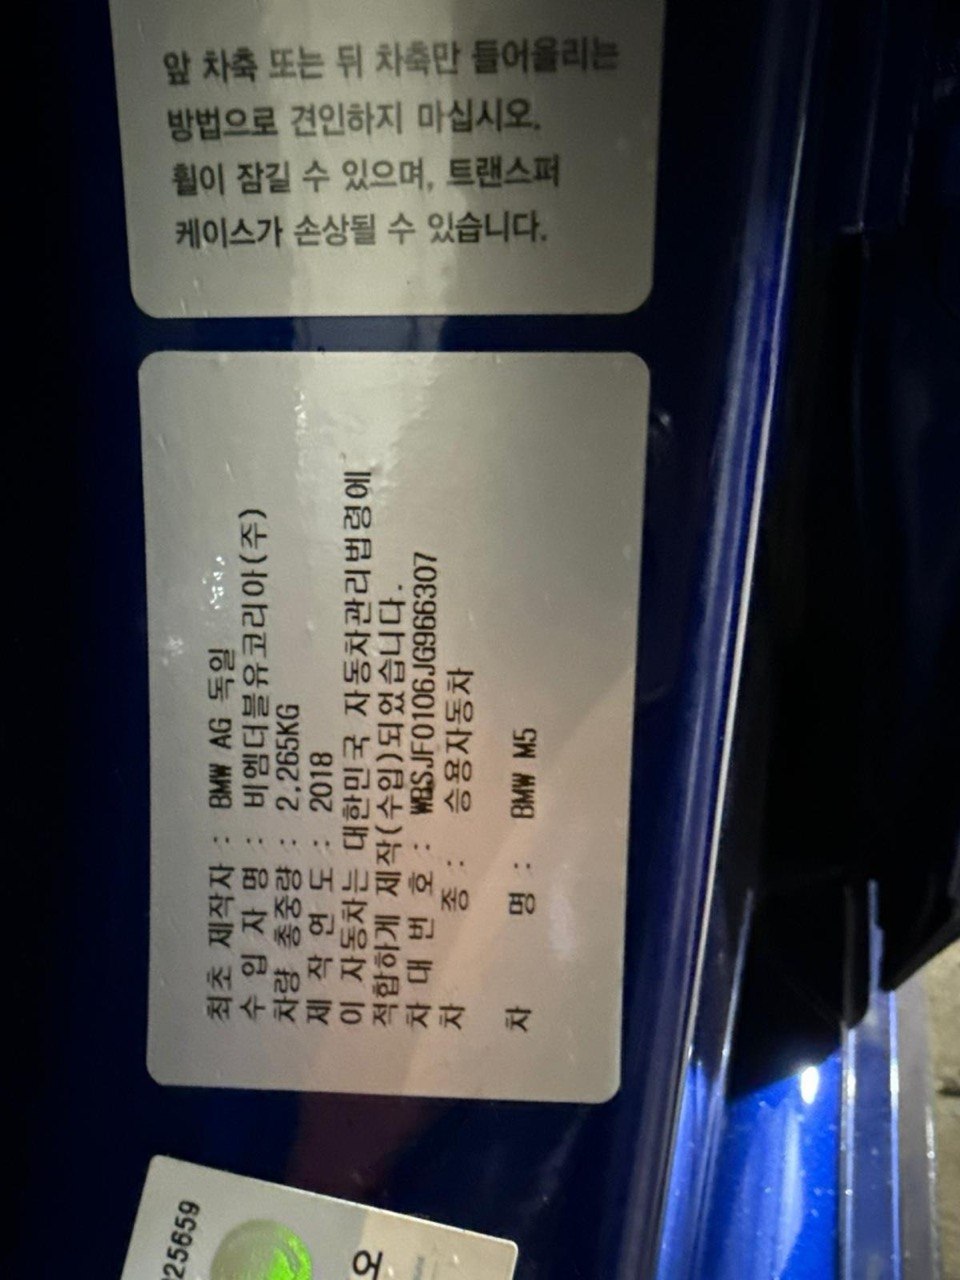 앞 차축 또는 뒤 차축만 들어올리는
방법으로 견인하지 마십시오.
휠이 잠길 수 있으며, 트랜스퍼
케이스가 손상될 수 있습니다.
최초 제작자 : BMW AG 독일
수 입 자 명 : 비엠더블유코리아(주)
차량 총중량 : 2,265KG
제 작 연 도 : 2018
이 자동차는 대한민국 자동차관리법령에
적합하게 제작(수입)되었습니다.
차 대 번 호 : WBSJF0106JG966307
차 종 : 승용자동차
차 명 : BMW M5
25659
오